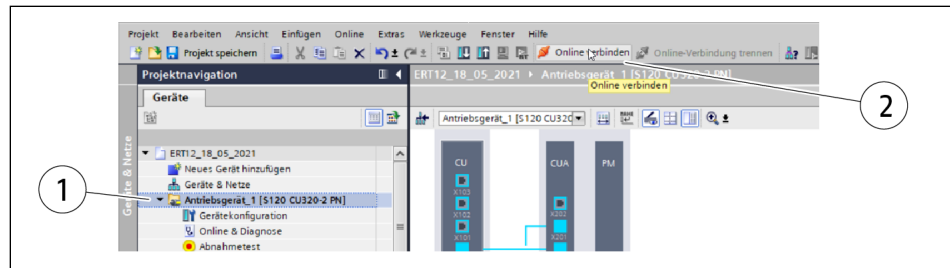 Projekt Bearbeiten Ansicht Einfügen Online Extras Werkzeuge Fenster Hilfe
Projekt speichern Online verbinden Online-Verbindung trennen
Projektnavigation ERT12_18_05_2021 Antriebsgerät_1 [S120 CU320-2 PN]
Online verbinden
2
Geräte
Antriebsgerät_1 [S120 CU320
Geräte & Netze
ERT12_18_05_2021
Neues Gerät hinzufügen
Geräte & Netze
1
Antriebsgerät_1 [S120 CU320-2 PN]
Gerätekonfiguration
Online & Diagnose
Abnahmetest
CU CUA PM
X103
X102 X202
X101 X201